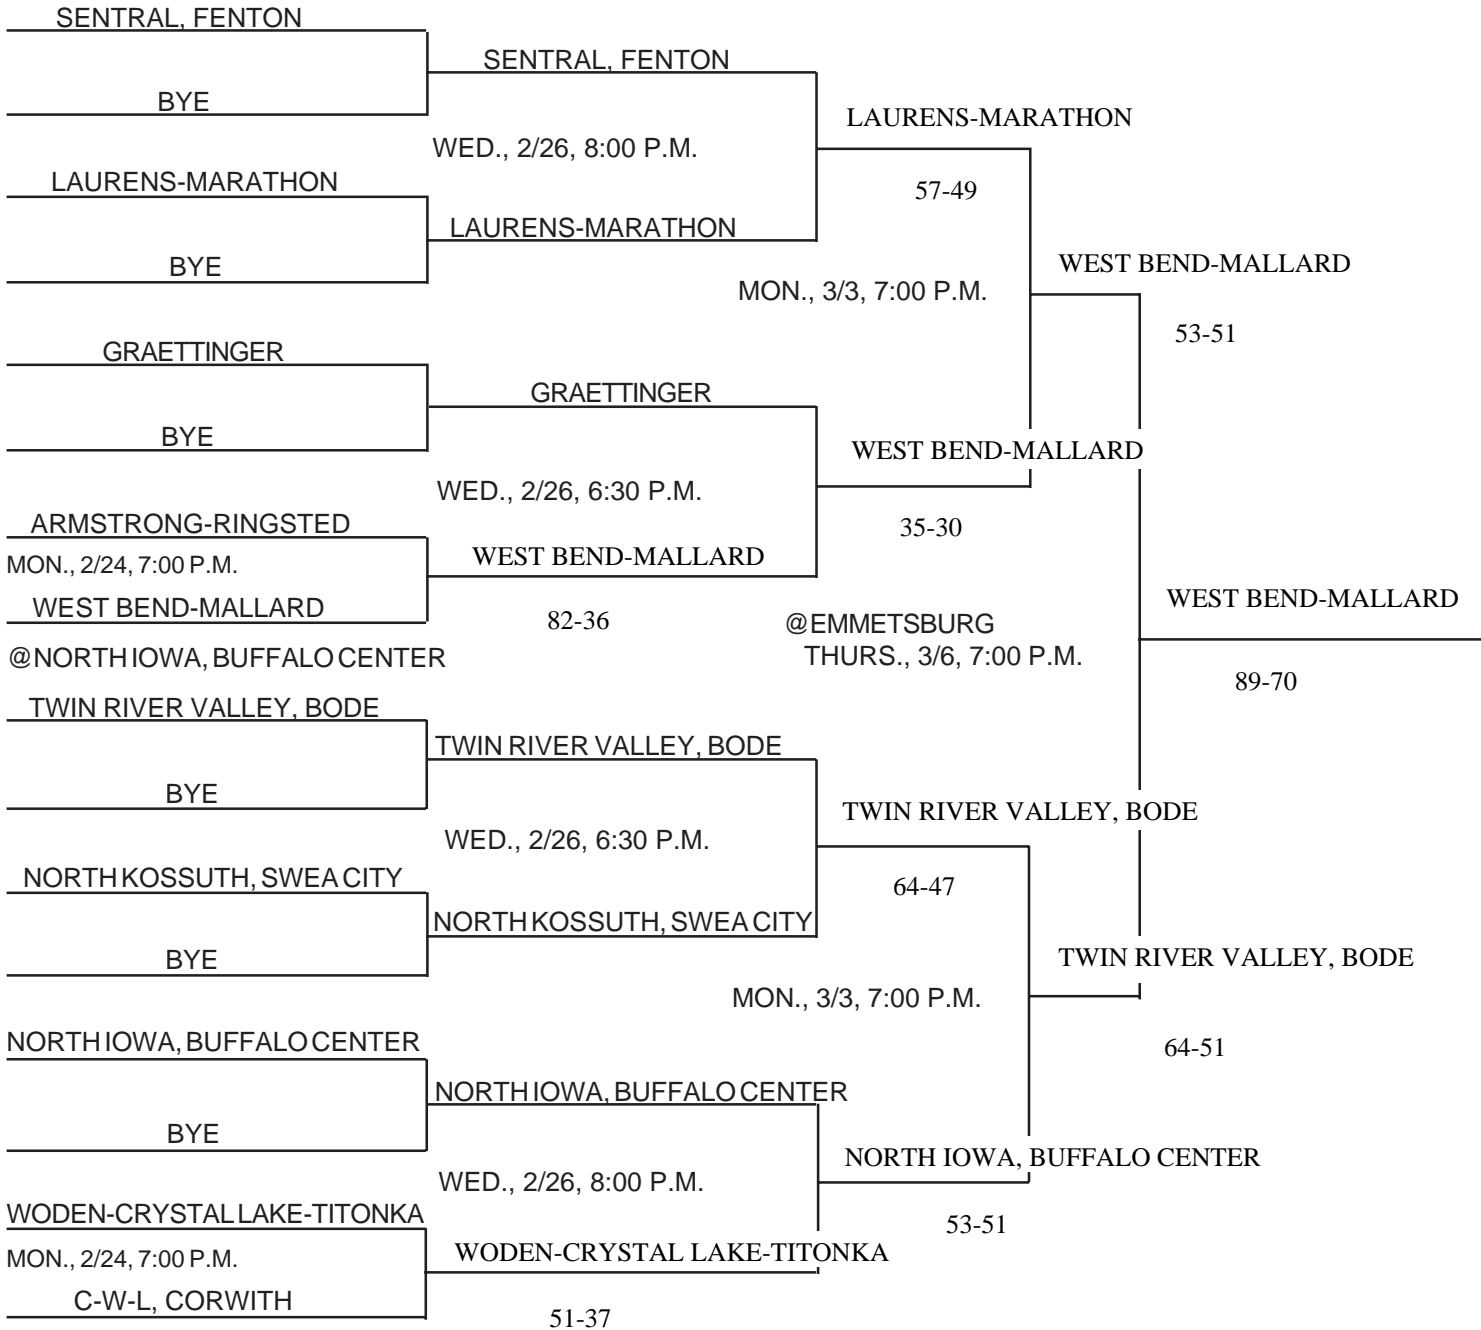 SENTRAL, FENTON
SENTRAL, FENTON
BYE
LAURENS-MARATHON
WED., 2/26, 8:00 P.M.
LAURENS-MARATHON
57-49
LAURENS-MARATHON
BYE
WEST BEND-MALLARD
MON., 3/3, 7:00 P.M.
53-51
GRAETTINGER
GRAETTINGER
BYE
WEST BEND-MALLARD
WED., 2/26, 6:30 P.M.
ARMSTRONG-RINGSTED
35-30
MON., 2/24, 7:00 P.M.
WEST BEND-MALLARD
WEST BEND-MALLARD
WEST BEND-MALLARD
82-36
@EMMETSBURG
THURS., 3/6, 7:00 P.M.
@NORTH IOWA, BUFFALO CENTER
89-70
TWIN RIVER VALLEY, BODE
TWIN RIVER VALLEY, BODE
BYE
TWIN RIVER VALLEY, BODE
WED., 2/26, 6:30 P.M.
NORTH KOSSUTH, SWEA CITY
64-47
NORTH KOSSUTH, SWEA CITY
BYE
TWIN RIVER VALLEY, BODE
MON., 3/3, 7:00 P.M.
NORTH IOWA, BUFFALO CENTER
64-51
NORTH IOWA, BUFFALO CENTER
BYE
NORTH IOWA, BUFFALO CENTER
WED., 2/26, 8:00 P.M.
WODEN-CRYSTAL LAKE-TITONKA
53-51
MON., 2/24, 7:00 P.M.
WODEN-CRYSTAL LAKE-TITONKA
C-W-L, CORWITH
51-37